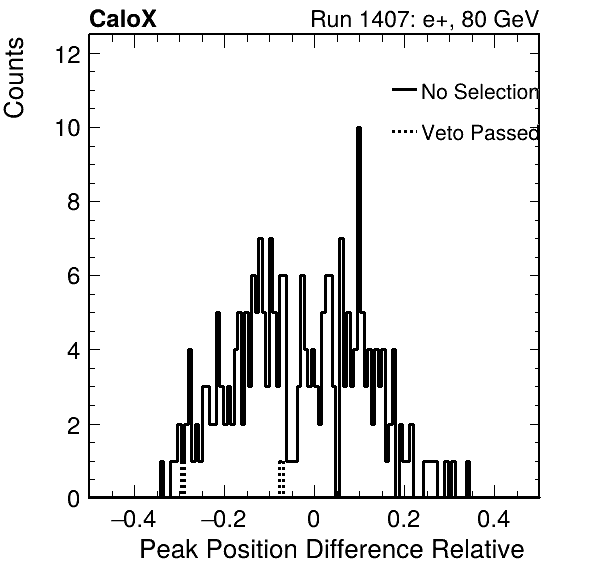 CaloX Run 1407: e+, 80 GeV
Counts
12
10
8
6
4
2
0
No Selection
Veto Passed
−0.4 −0.2 0 0.2 0.4
Peak Position Difference Relative